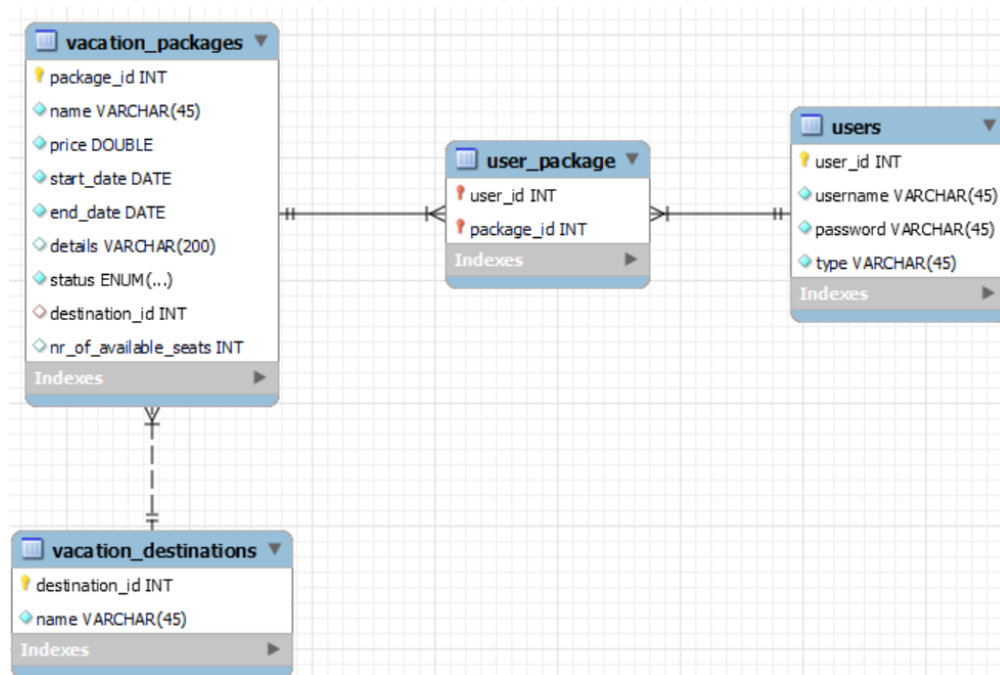 vacation_packages
package_id INT
name VARCHAR(45)
price DOUBLE
start_date DATE
end_date DATE
details VARCHAR(200)
status ENUM(...)
destination_id INT
nr_of_available_seats INT
Indexes
user_package
user_id INT
package_id INT
Indexes
users
user_id INT
username VARCHAR(45)
password VARCHAR(45)
type VARCHAR(45)
Indexes
vacation_destinations
destination_id INT
name VARCHAR(45)
Indexes